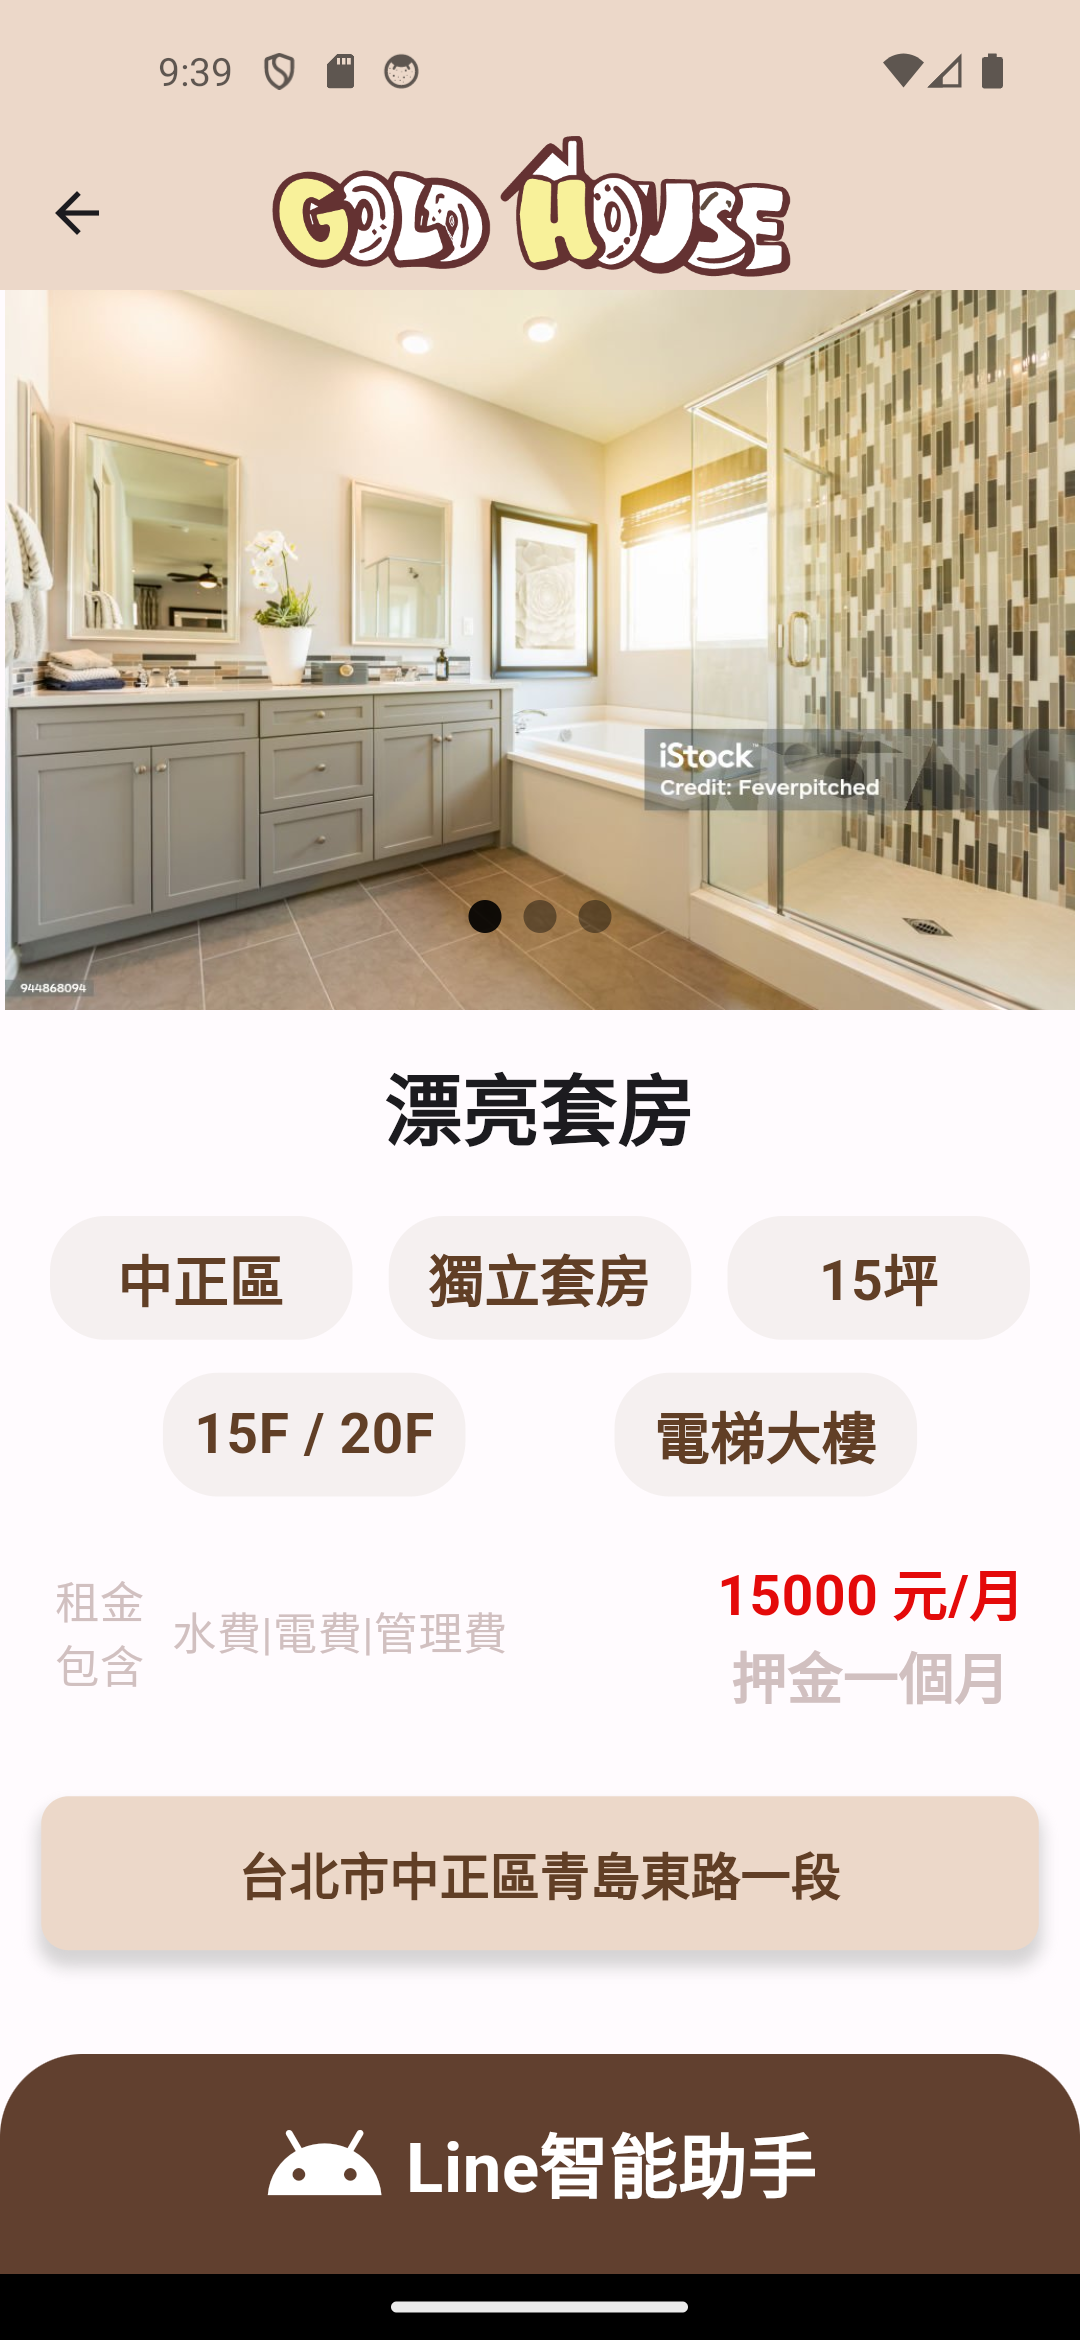 9:39
GOLD HOUSE
iStock™
Credit: Feverpitched
944868094
漂亮套房
中正區
獨立套房
15坪
15F / 20F
電梯大樓
租金
包含
水費|電費|管理費
15000 元/月
押金一個月
台北市中正區青島東路一段
Line智能助手